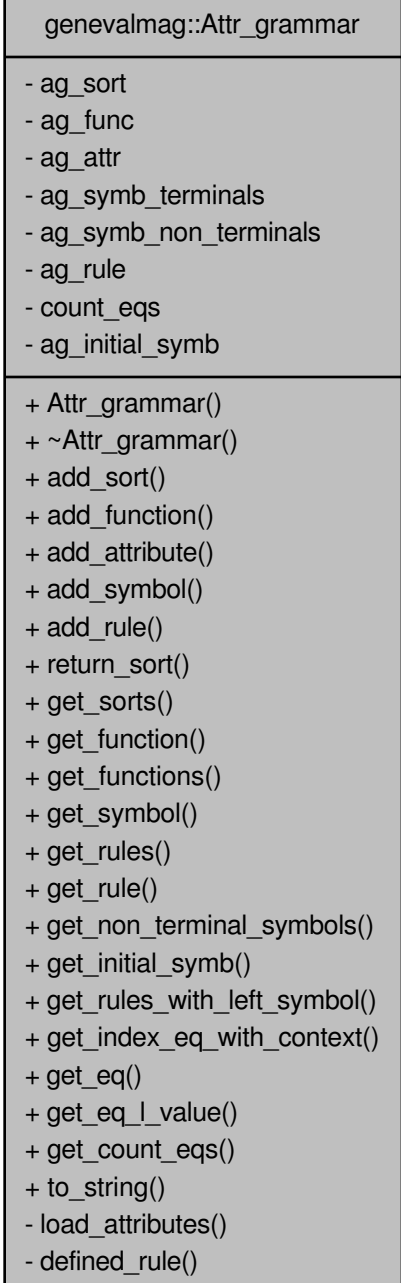 genevalmag::Attr_grammar
- ag_sort
- ag_func
- ag_attr
- ag_symb_terminals
- ag_symb_non_terminals
- ag_rule
- count_eqs
- ag_initial_symb
+ Attr_grammar()
+ ~Attr_grammar()
+ add_sort()
+ add_function()
+ add_attribute()
+ add_symbol()
+ add_rule()
+ return_sort()
+ get_sorts()
+ get_function()
+ get_functions()
+ get_symbol()
+ get_rules()
+ get_rule()
+ get_non_terminal_symbols()
+ get_initial_symb()
+ get_rules_with_left_symbol()
+ get_index_eq_with_context()
+ get_eq()
+ get_eq_l_value()
+ get_count_eqs()
+ to_string()
- load_attributes()
- defined_rule()